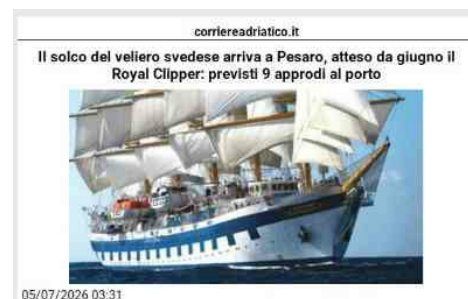 corriereadriatico.it
Il solco del veliero svedese arriva a Pesaro, atteso da giugno il
Royal Clipper: previsti 9 approdi al porto
05/07/2026 03:31